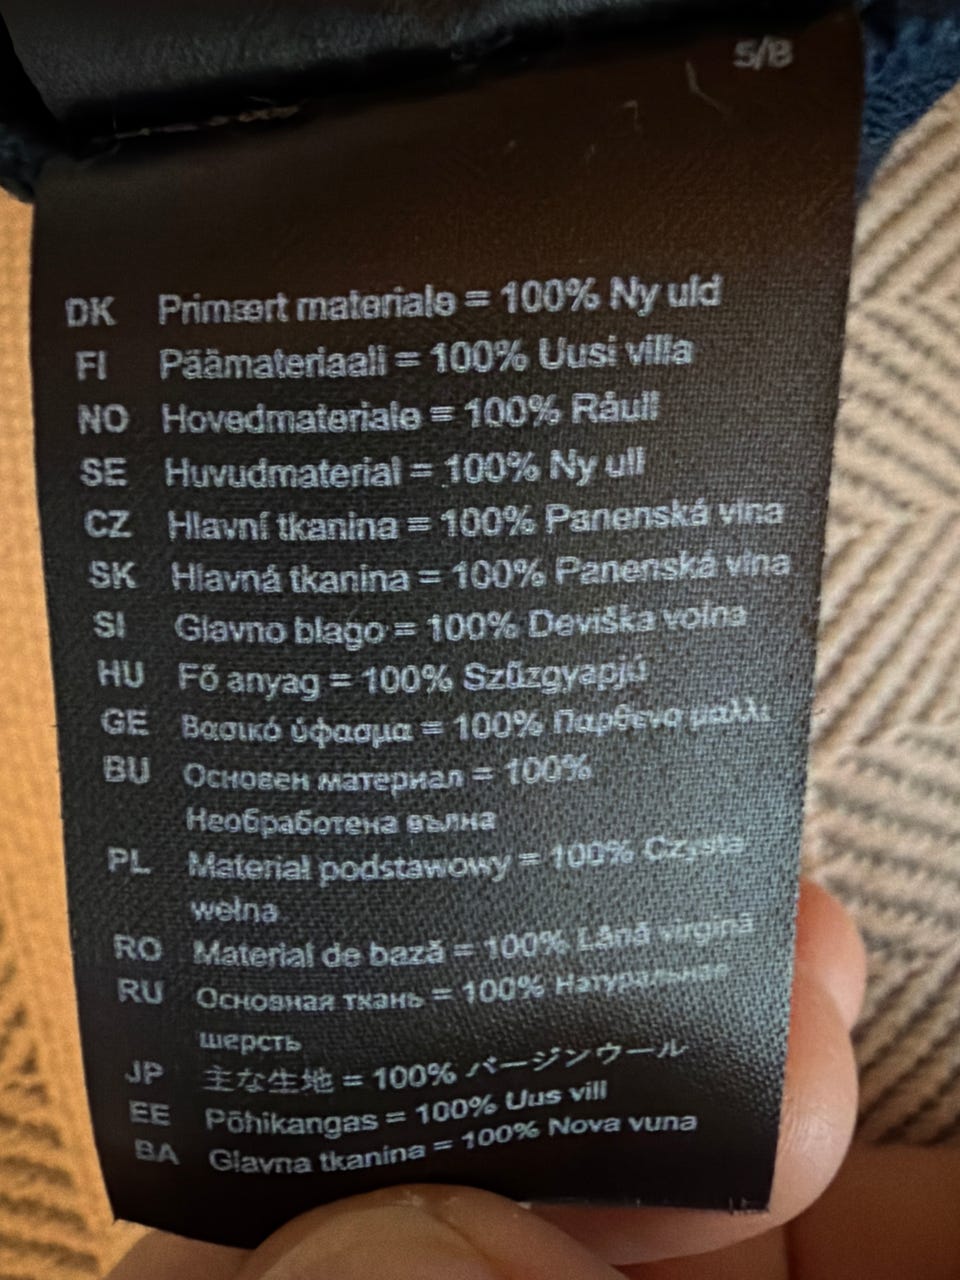 5/8
DK Primært materiale = 100% Ny uld
FI Päämateriaali = 100% Uusi villa
NO Hovedmateriale = 100% Råull
SE Huvudmaterial = 100% Ny ull
CZ Hlavní tkanina = 100% Panenská vlna
SK Hlavná tkanina = 100% Panenská vlna
SI Glavno blago = 100% Deviška volna
HU Fő anyag = 100% Szűzgyapjú
GE Βασικό ύφασμα = 100% Παρθένο μαλλί
BU Основен материал = 100%
Необработена вълна
PL Materiał podstawowy = 100% Czysta
wełna
RO Material de bază = 100% Lână virgină
RU Основная ткань = 100% Натуральная
шерсть
JP 主な生地 = 100% バージンウール
EE Põhikangas = 100% Uus vill
BA Glavna tkanina = 100% Nova vuna